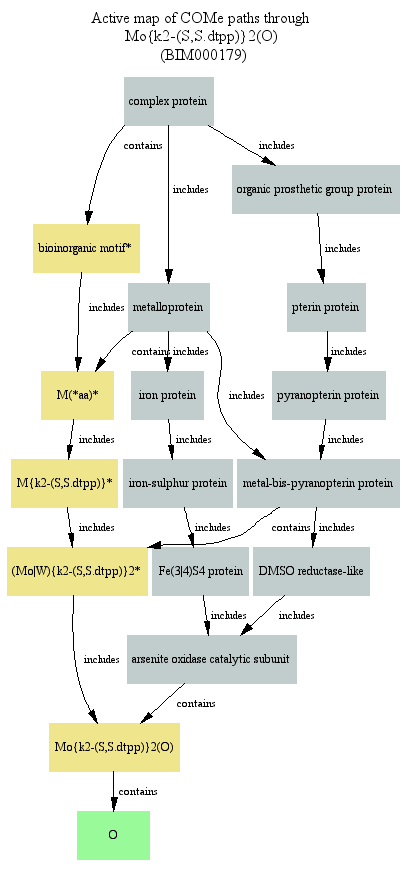 Active map of COMe paths through
Mo{k2-(S,S.dtpp)}2(O)
(BIM000179)
complex protein
contains
includes
includes
organic prosthetic group protein
bioinorganic motif*
includes
includes
metalloprotein
pterin protein
contains
includes
includes
includes
M(*aa)*
iron protein
pyranopterin protein
includes
includes
includes
M{k2-(S,S.dtpp)}*
iron-sulphur protein
metal-bis-pyranopterin protein
includes
includes
contains
includes
(Mo|W){k2-(S,S.dtpp)}2*
Fe(3|4)S4 protein
DMSO reductase-like
includes
includes
includes
arsenite oxidase catalytic subunit
contains
Mo{k2-(S,S.dtpp)}2(O)
contains
O